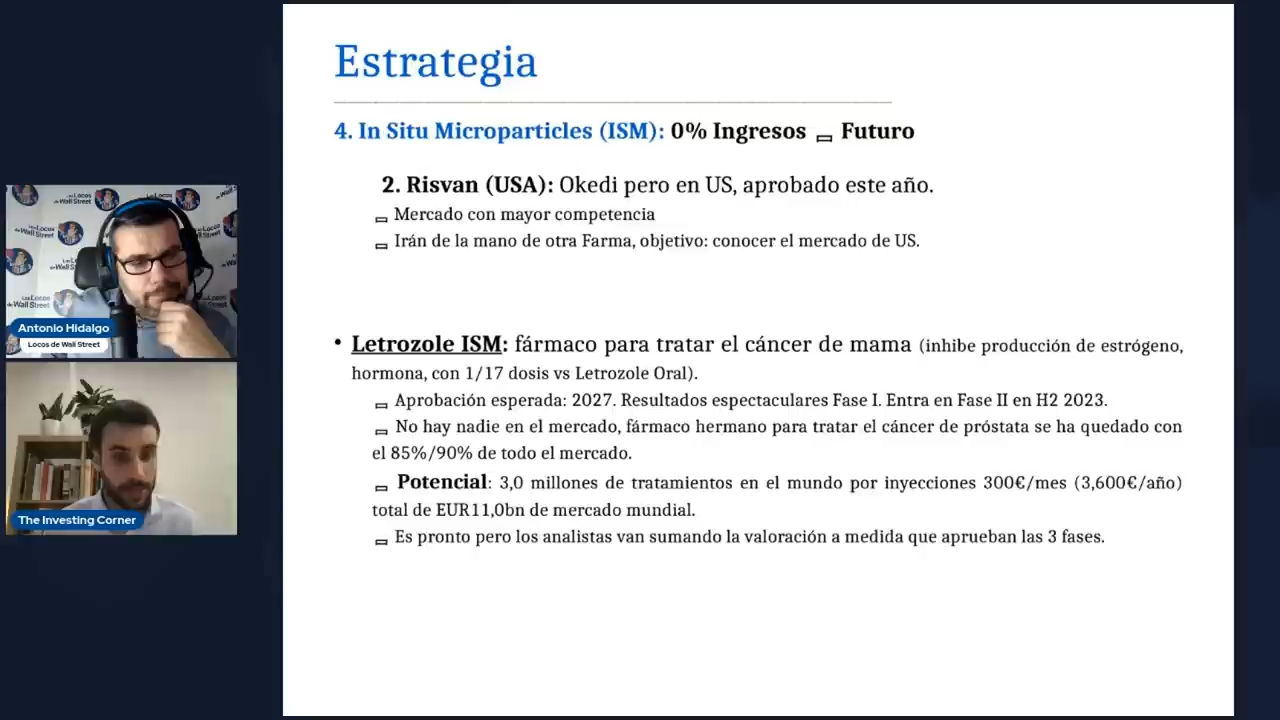 Estrategia
4. In Situ Microparticles (ISM): 0% Ingresos Futuro
2. Risvan (USA): Okedi pero en US, aprobado este año.
Mercado con mayor competencia
Irán de la mano de otra Farma, objetivo: conocer el mercado de US.
• Letrozole ISM: fármaco para tratar el cáncer de mama (inhibe producción de estrógeno,
hormona, con 1/17 dosis vs Letrozole Oral).
Aprobación esperada: 2027. Resultados espectaculares Fase I. Entra en Fase II en H2 2023.
No hay nadie en el mercado, fármaco hermano para tratar el cáncer de próstata se ha quedado con
el 85%/90% de todo el mercado.
Potencial: 3,0 millones de tratamientos en el mundo por inyecciones 300€/mes (3,600€/año)
total de EUR11,0bn de mercado mundial.
Es pronto pero los analistas van sumando la valoración a medida que aprueban las 3 fases.
Antonio Hidalgo
Locos de Wall Street
The Investing Corner